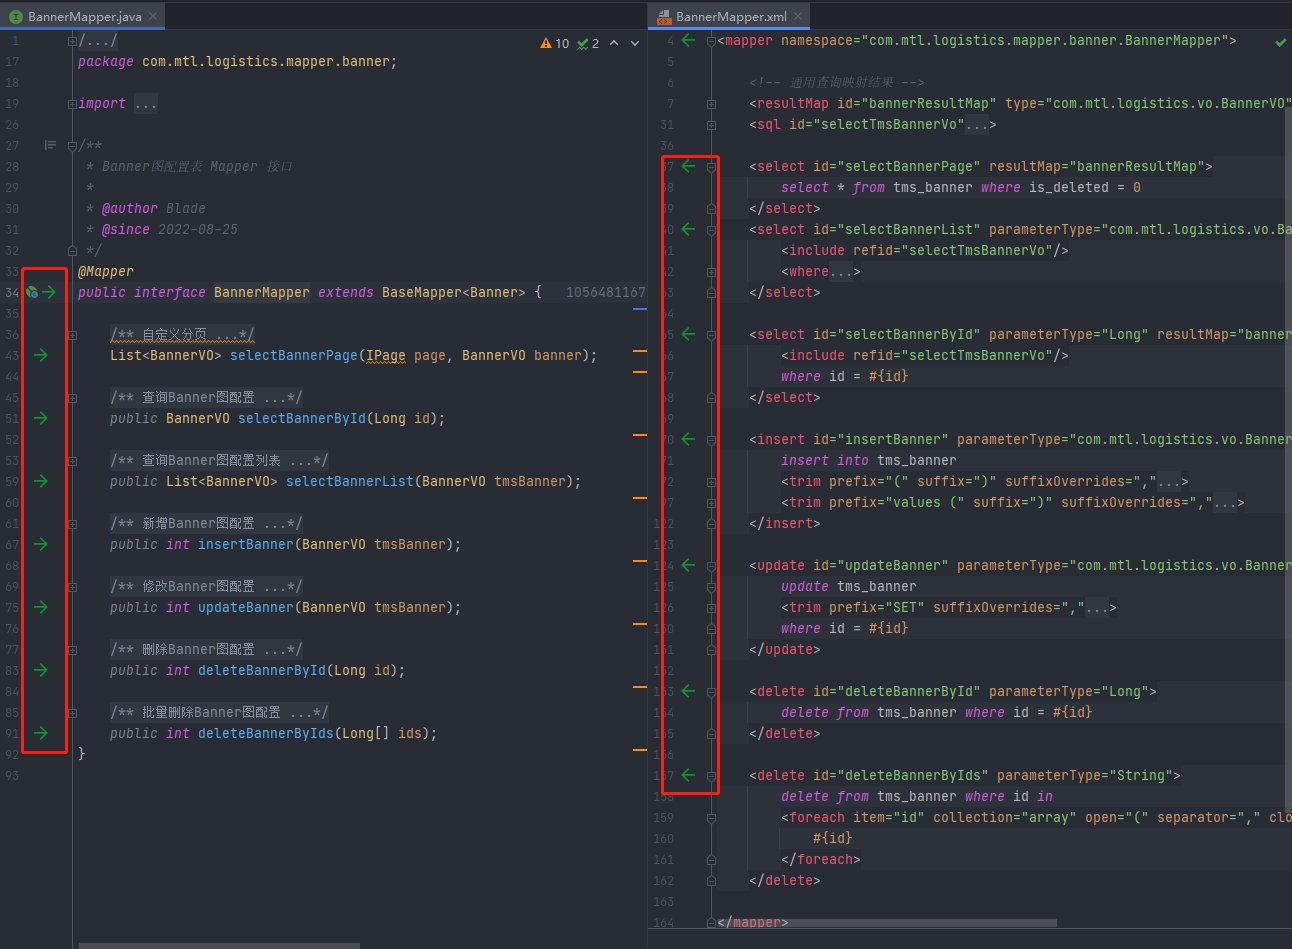 BannerMapper.java
10 2
1 /.../
17 package com.mtl.logistics.mapper.banner;
18
19 import ...
26
27 /**
28 * Banner图配置表 Mapper 接口
29 *
30 * @author Blade
31 * @since 2022-08-25
32 */
33 @Mapper
34 public interface BannerMapper extends BaseMapper<Banner> { 1056481167
35
36 /** 自定义分页 ...*/
43 List<BannerVO> selectBannerPage(IPage page, BannerVO banner);
44
45 /** 查询Banner图配置 ...*/
51 public BannerVO selectBannerById(Long id);
52
53 /** 查询Banner图配置列表 ...*/
59 public List<BannerVO> selectBannerList(BannerVO tmsBanner);
60
61 /** 新增Banner图配置 ...*/
67 public int insertBanner(BannerVO tmsBanner);
68
69 /** 修改Banner图配置 ...*/
75 public int updateBanner(BannerVO tmsBanner);
76
77 /** 删除Banner图配置 ...*/
83 public int deleteBannerById(Long id);
84
85 /** 批量删除Banner图配置 ...*/
91 public int deleteBannerByIds(Long[] ids);
92 }
93
BannerMapper.xml
4 <mapper namespace="com.mtl.logistics.mapper.banner.BannerMapper">
5
6 <!-- 通用查询映射结果 -->
7 <resultMap id="bannerResultMap" type="com.mtl.logistics.vo.BannerVO"
31 <sql id="selectTmsBannerVo"...>
36
37 <select id="selectBannerPage" resultMap="bannerResultMap">
38 select * from tms_banner where is_deleted = 0
39 </select>
40 <select id="selectBannerList" parameterType="com.mtl.logistics.vo.Ba
41 <include refid="selectTmsBannerVo"/>
42 <where...>
63 </select>
64
65 <select id="selectBannerById" parameterType="Long" resultMap="banner
66 <include refid="selectTmsBannerVo"/>
67 where id = #{id}
68 </select>
69
70 <insert id="insertBanner" parameterType="com.mtl.logistics.vo.Banner
71 insert into tms_banner
72 <trim prefix="(" suffix=")" suffixOverrides=","...>
97 <trim prefix="values (" suffix=")" suffixOverrides=","...>
122 </insert>
123
124 <update id="updateBanner" parameterType="com.mtl.logistics.vo.Banner
125 update tms_banner
126 <trim prefix="SET" suffixOverrides=","...>
150 where id = #{id}
151 </update>
152
153 <delete id="deleteBannerById" parameterType="Long">
154 delete from tms_banner where id = #{id}
155 </delete>
156
157 <delete id="deleteBannerByIds" parameterType="String">
158 delete from tms_banner where id in
159 <foreach item="id" collection="array" open="(" separator="," clo
160 #{id}
161 </foreach>
162 </delete>
163
164 </mapper>